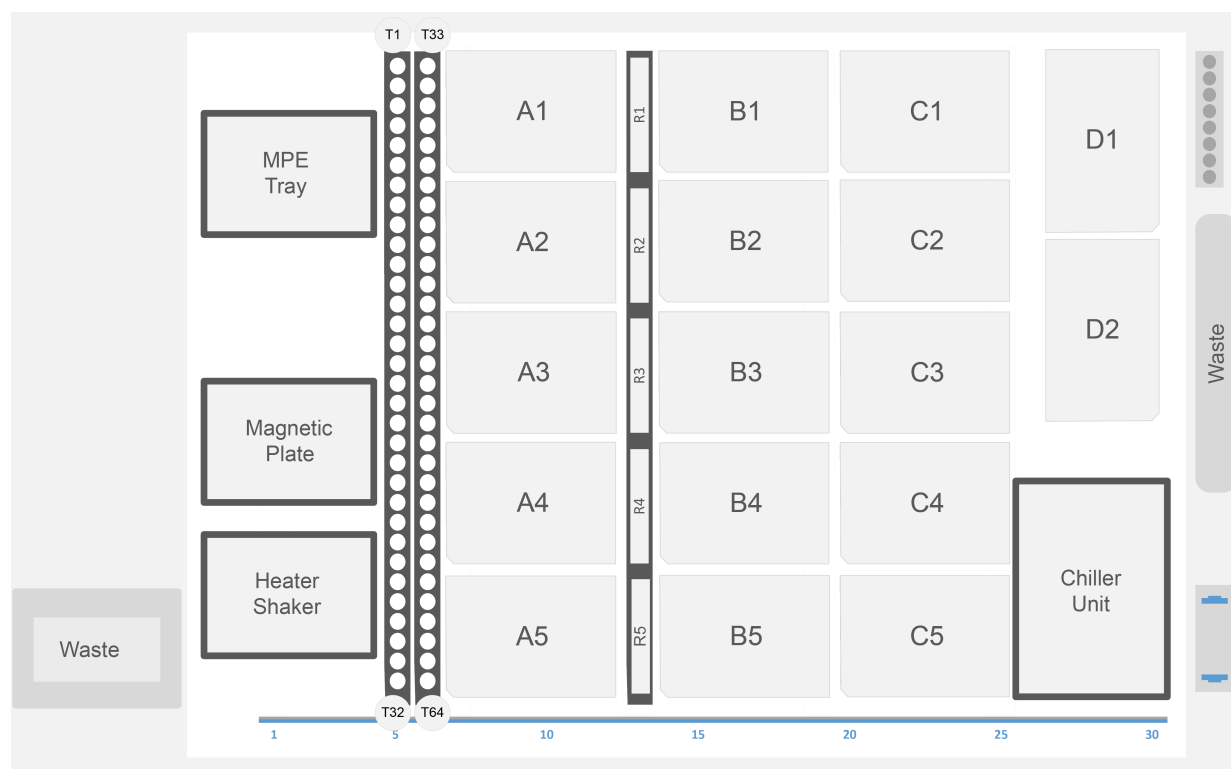 T1 T33
MPE
Tray
Magnetic
Plate
Heater
Shaker
Waste
T32 T64
A1
A2
A3
A4
A5
R1
R2
R3
R4
R5
B1
B2
B3
B4
B5
C1
C2
C3
C4
C5
D1
D2
Chiller
Unit
Waste
1 5 10 15 20 25 30